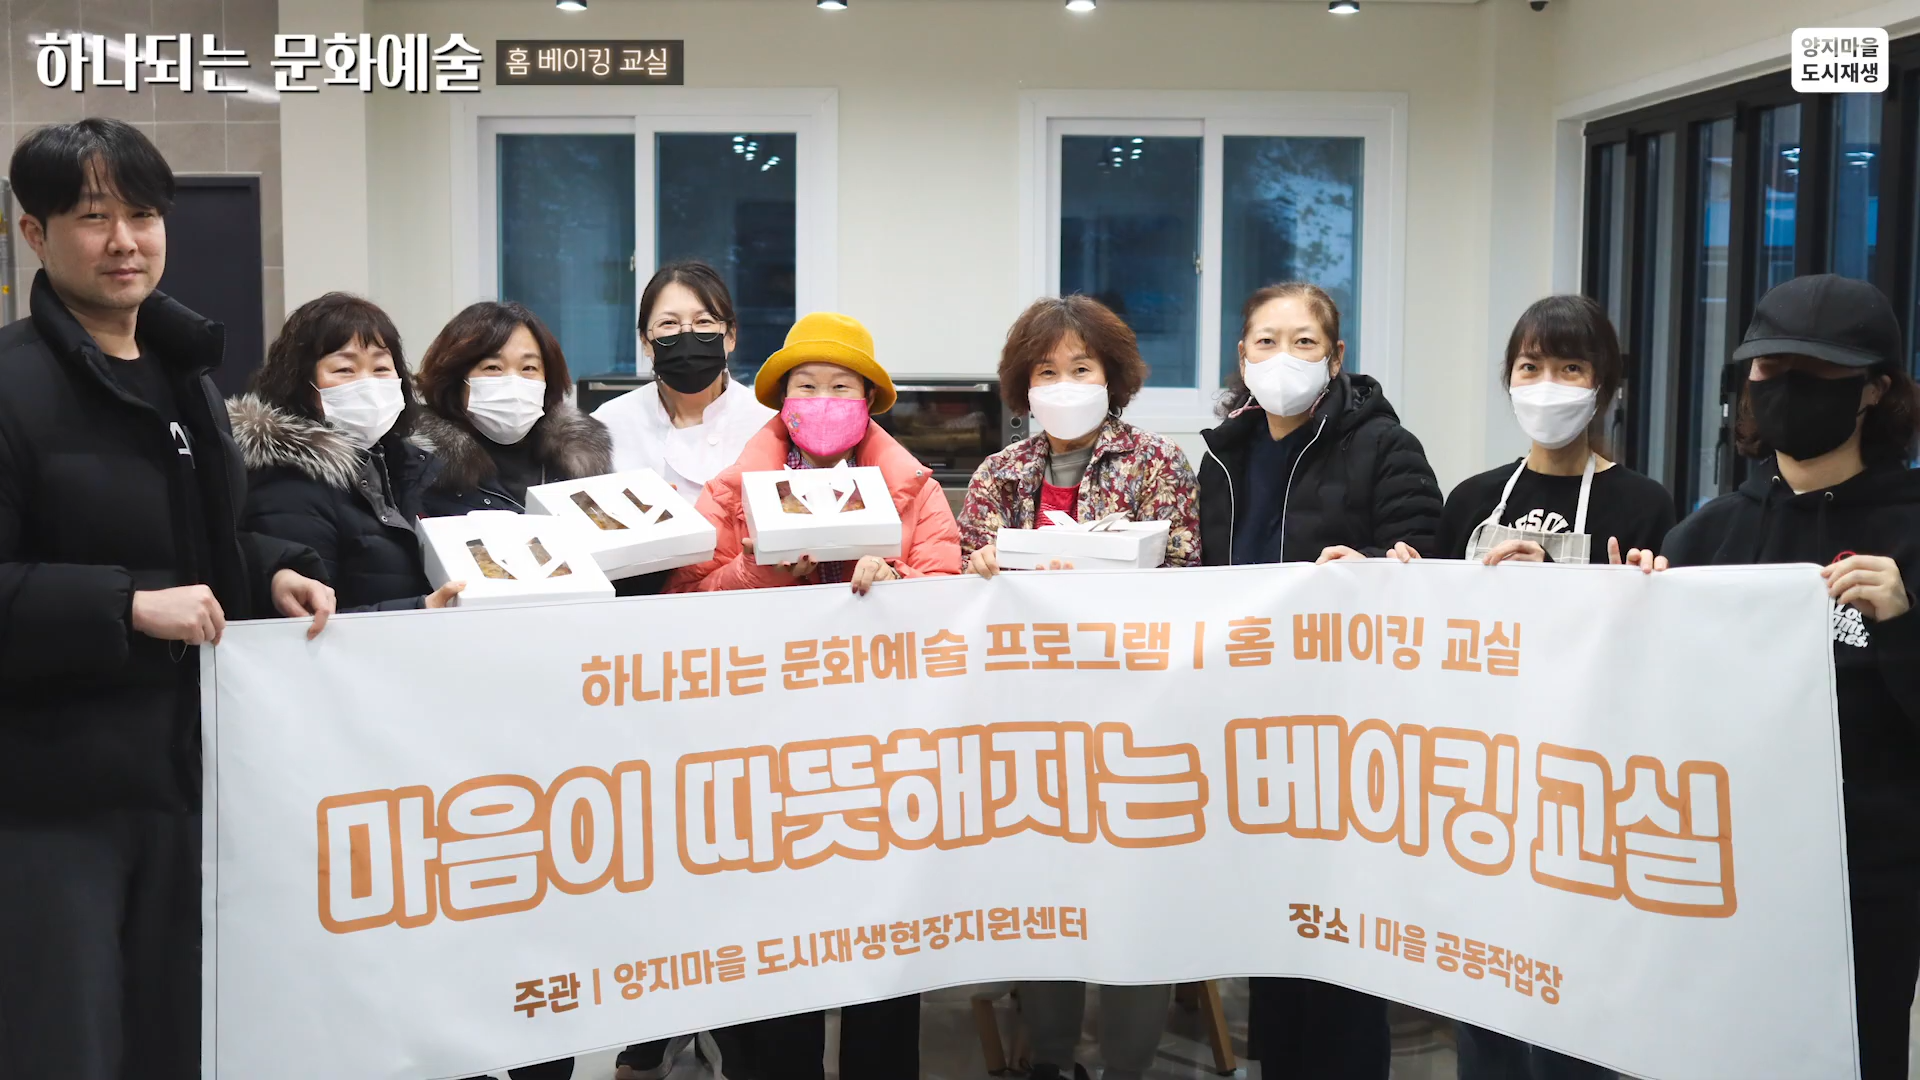 하나되는 문화예술 홈 베이킹 교실
양지마을
도시재생
하나되는 문화예술 프로그램 | 홈 베이킹 교실
마음이 따뜻해지는 베이킹 교실
주관 | 양지마을 도시재생현장지원센터
장소 | 마을 공동작업장